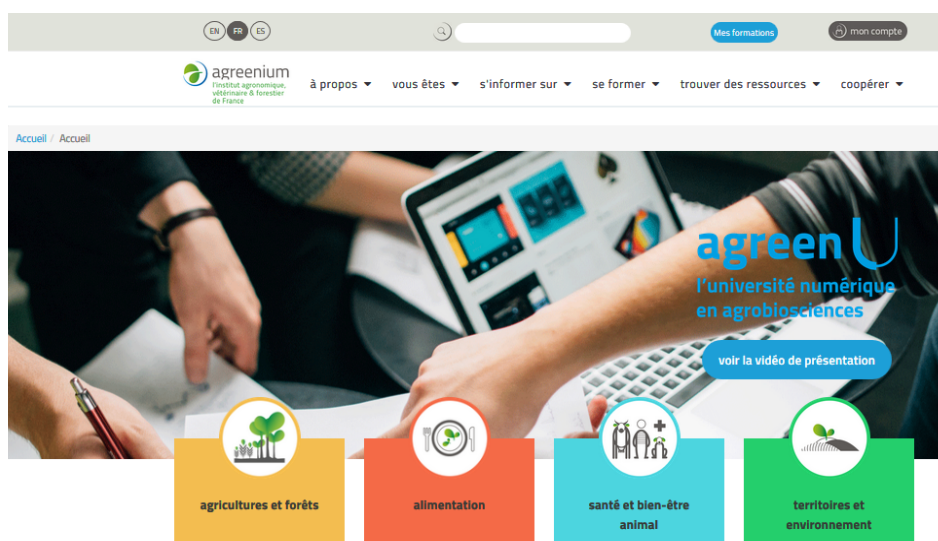 EN FR ES
Mes formations
mon compte
agreenium
l'institut agronomique,
vétérinaire & forestier
de France
à propos vous êtes s'informer sur se former trouver des ressources coopérer
Accueil / Accueil
agreen U
l'université numérique
en agrobiosciences
voir la vidéo de présentation
agricultures et forêts
alimentation
santé et bien-être
animal
territoires et
environnement